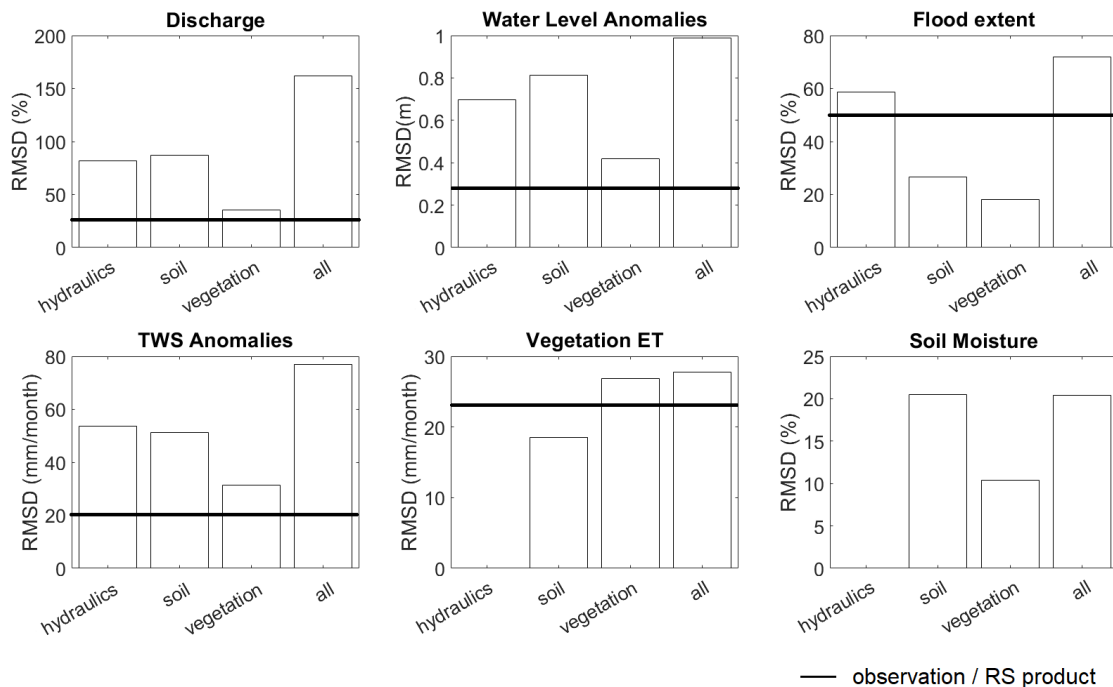 Discharge
RMSD (%)
200
150
100
50
0
hydraulics
soil
vegetation
all
Water Level Anomalies
RMSD(m)
1
0.8
0.6
0.4
0.2
0
hydraulics
soil
vegetation
all
Flood extent
RMSD (%)
80
60
40
20
0
hydraulics
soil
vegetation
all
TWS Anomalies
RMSD (mm/month)
80
60
40
20
0
hydraulics
soil
vegetation
all
Vegetation ET
RMSD (mm/month)
30
20
10
0
hydraulics
soil
vegetation
all
Soil Moisture
RMSD (%)
25
20
15
10
5
0
hydraulics
soil
vegetation
all
observation / RS product